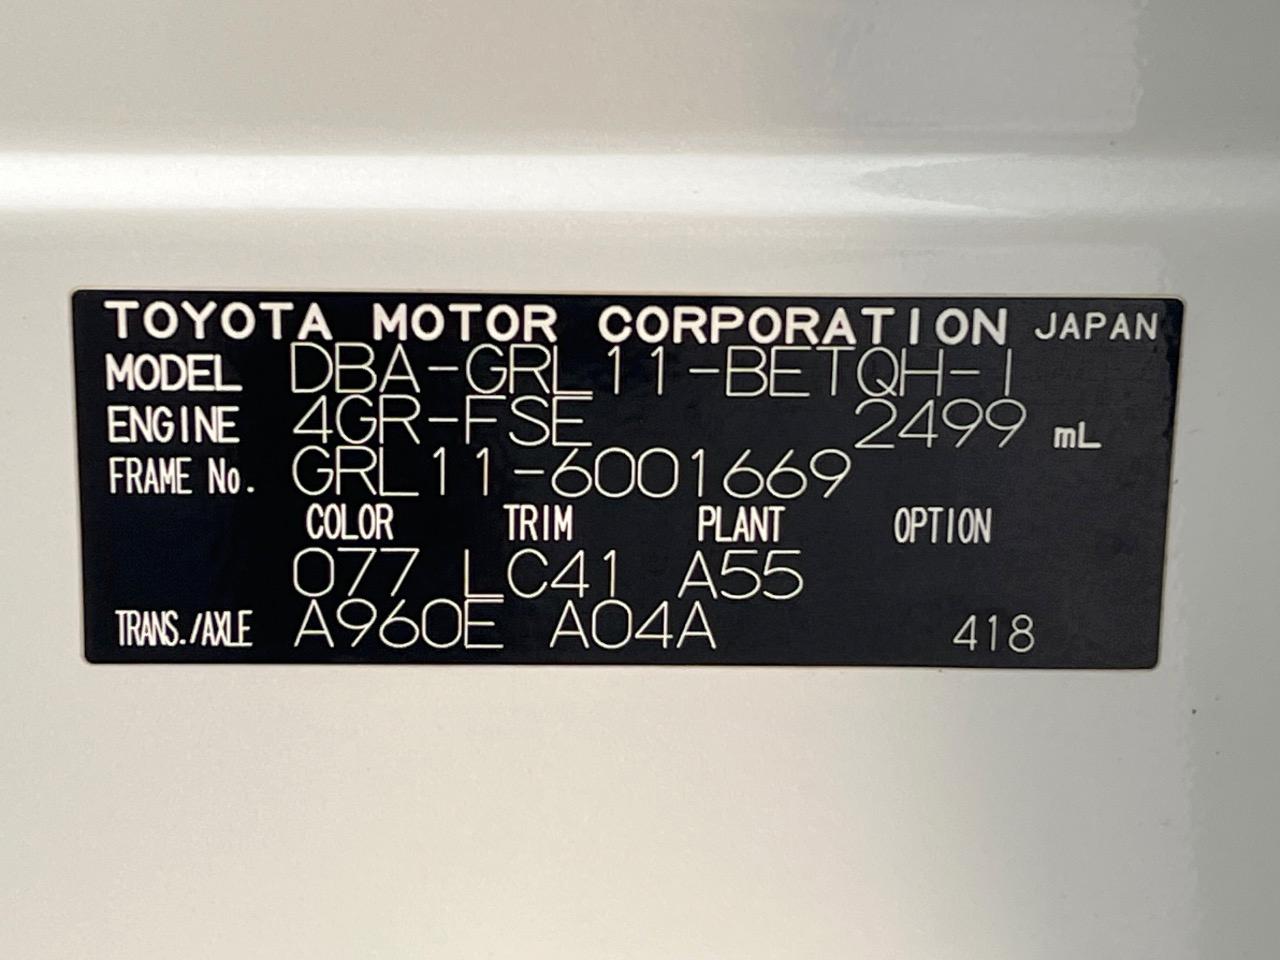 TOYOTA MOTOR CORPORATION JAPAN
MODEL DBA-GRL11-BETQH-I
ENGINE 4GR-FSE 2499 mL
FRAME No. GRL11-6001669
COLOR TRIM PLANT OPTION
077 LC41 A55
TRANS./AXLE A960E A04A 418